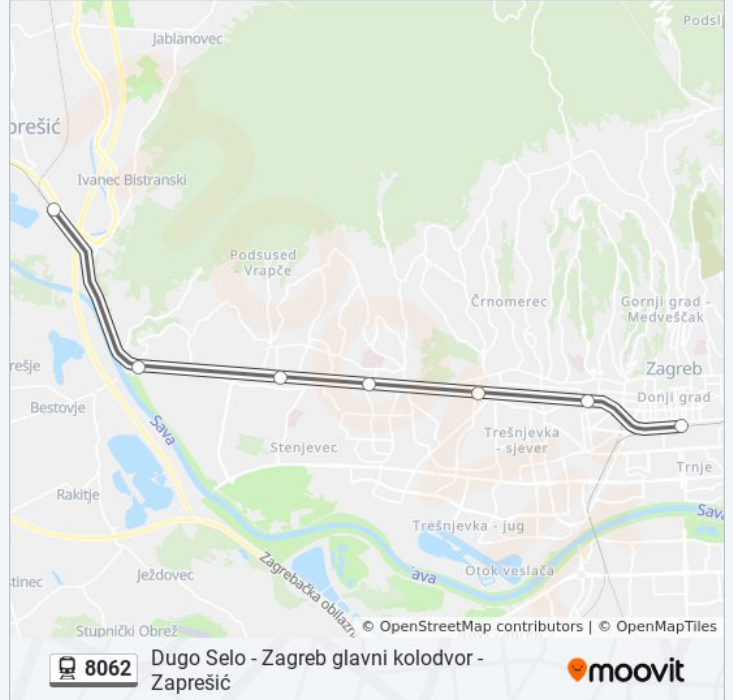 Podslj
Jablanovec
prešić
Ivanec Bistranski
Podsused
- Vrapče
Črnomerec
Gornji grad -
Medveščak
Zagreb
rešje
Donji grad
Bestovje
Sava
Trešnjevka
- sjever
Stenjevec
Trnje
Rakitje
Sava
Trešnjevka - jug
Zagrebačka obilazn
Otok veslača
ava
tinec
Ježdovec
Stupnički Obrež
© OpenStreetMap contributors | © OpenMapTiles
8062
Dugo Selo - Zagreb glavni kolodvor -
Zaprešić
moovit